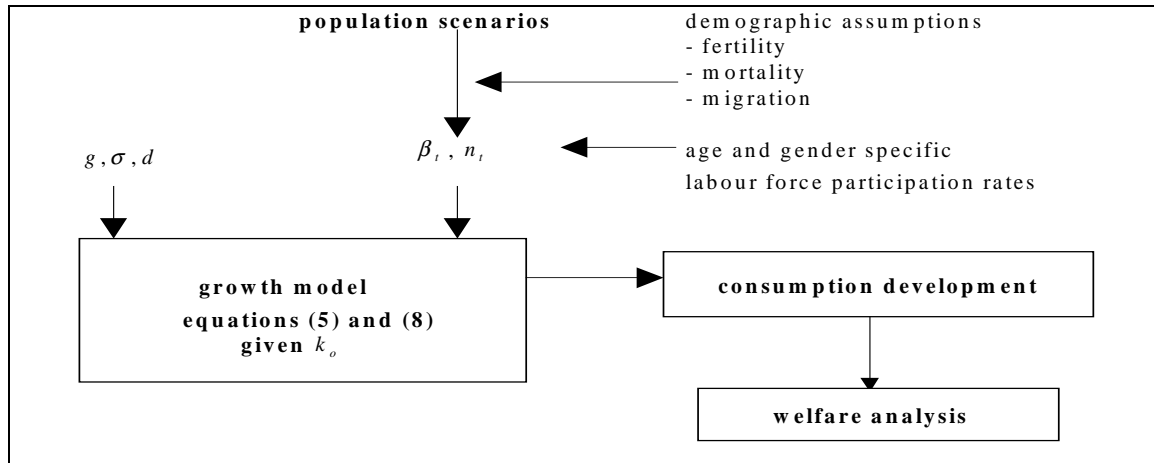 population scenarios
demographic assumptions
- fertility
- mortality
- migration
g , σ , d
β_t , n_t
age and gender specific
labour force participation rates
growth model
equations (5) and (8)
given k_o
consumption development
welfare analysis